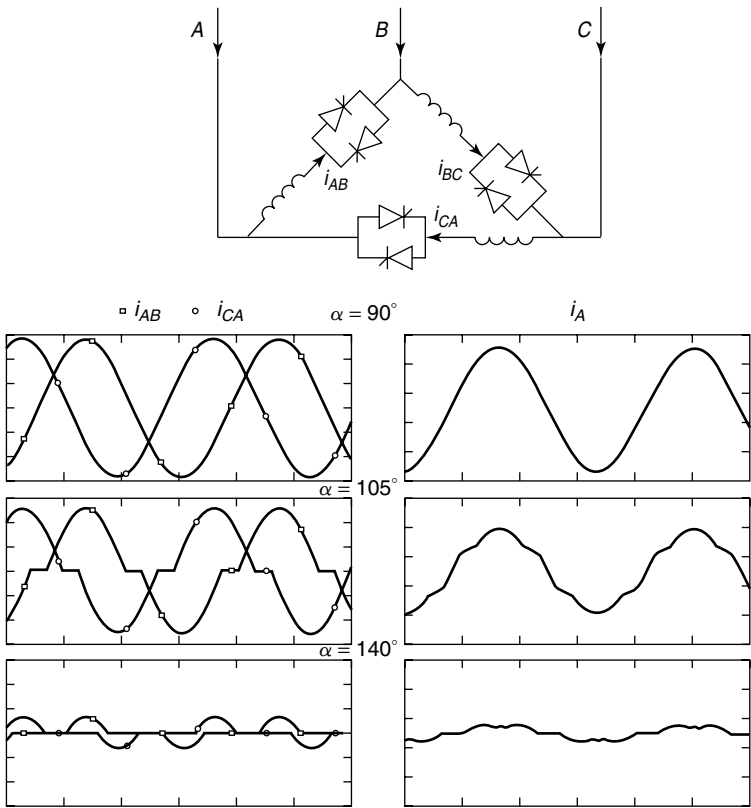 A B C
i_AB i_BC
i_CA
i_AB i_CA α = 90° i_A
α = 105°
α = 140°